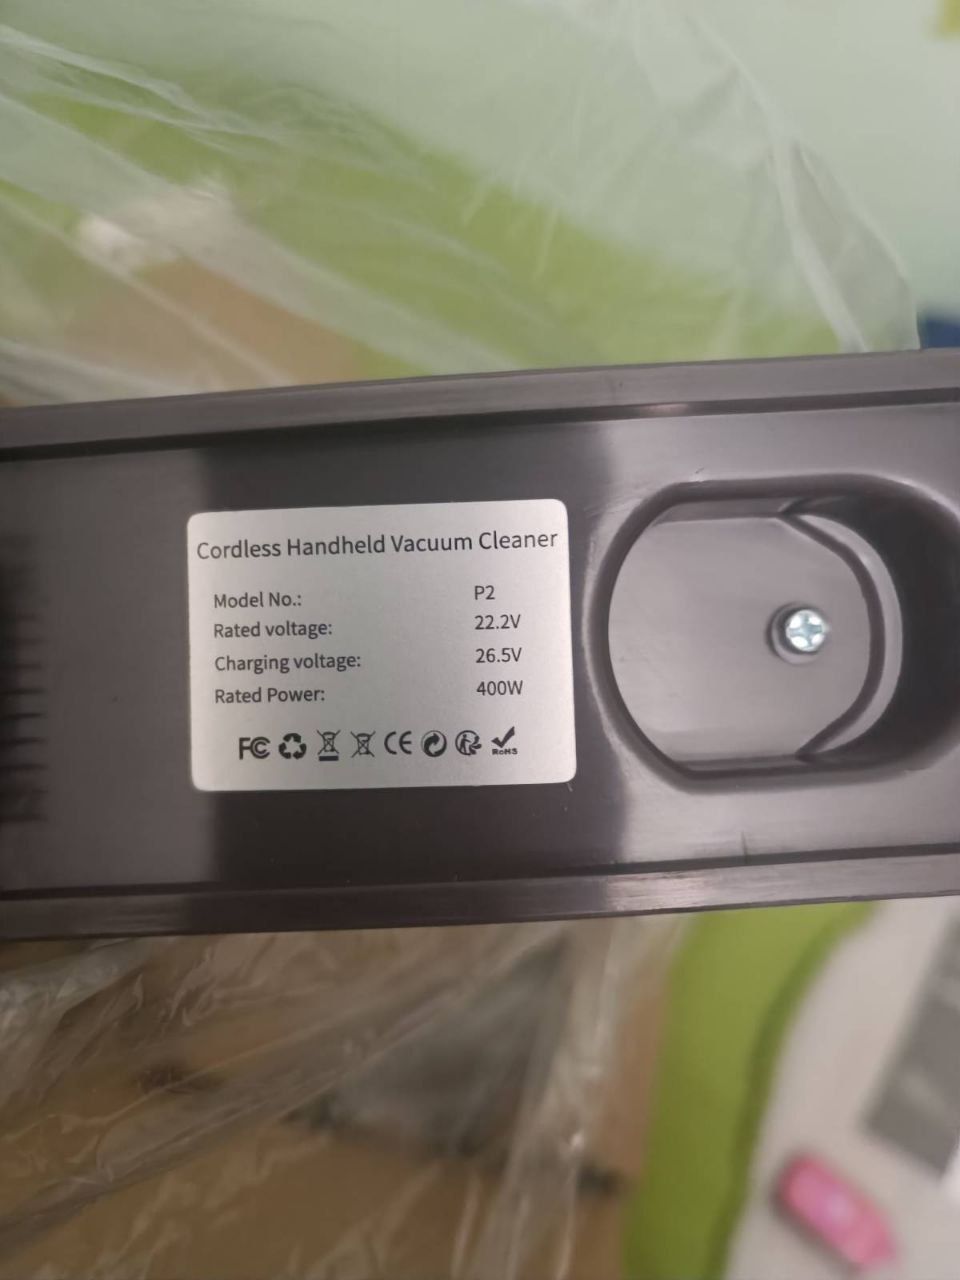 Cordless Handheld Vacuum Cleaner
Model No.: P2
Rated voltage: 22.2V
Charging voltage: 26.5V
Rated Power: 400W
FC CE RoHS